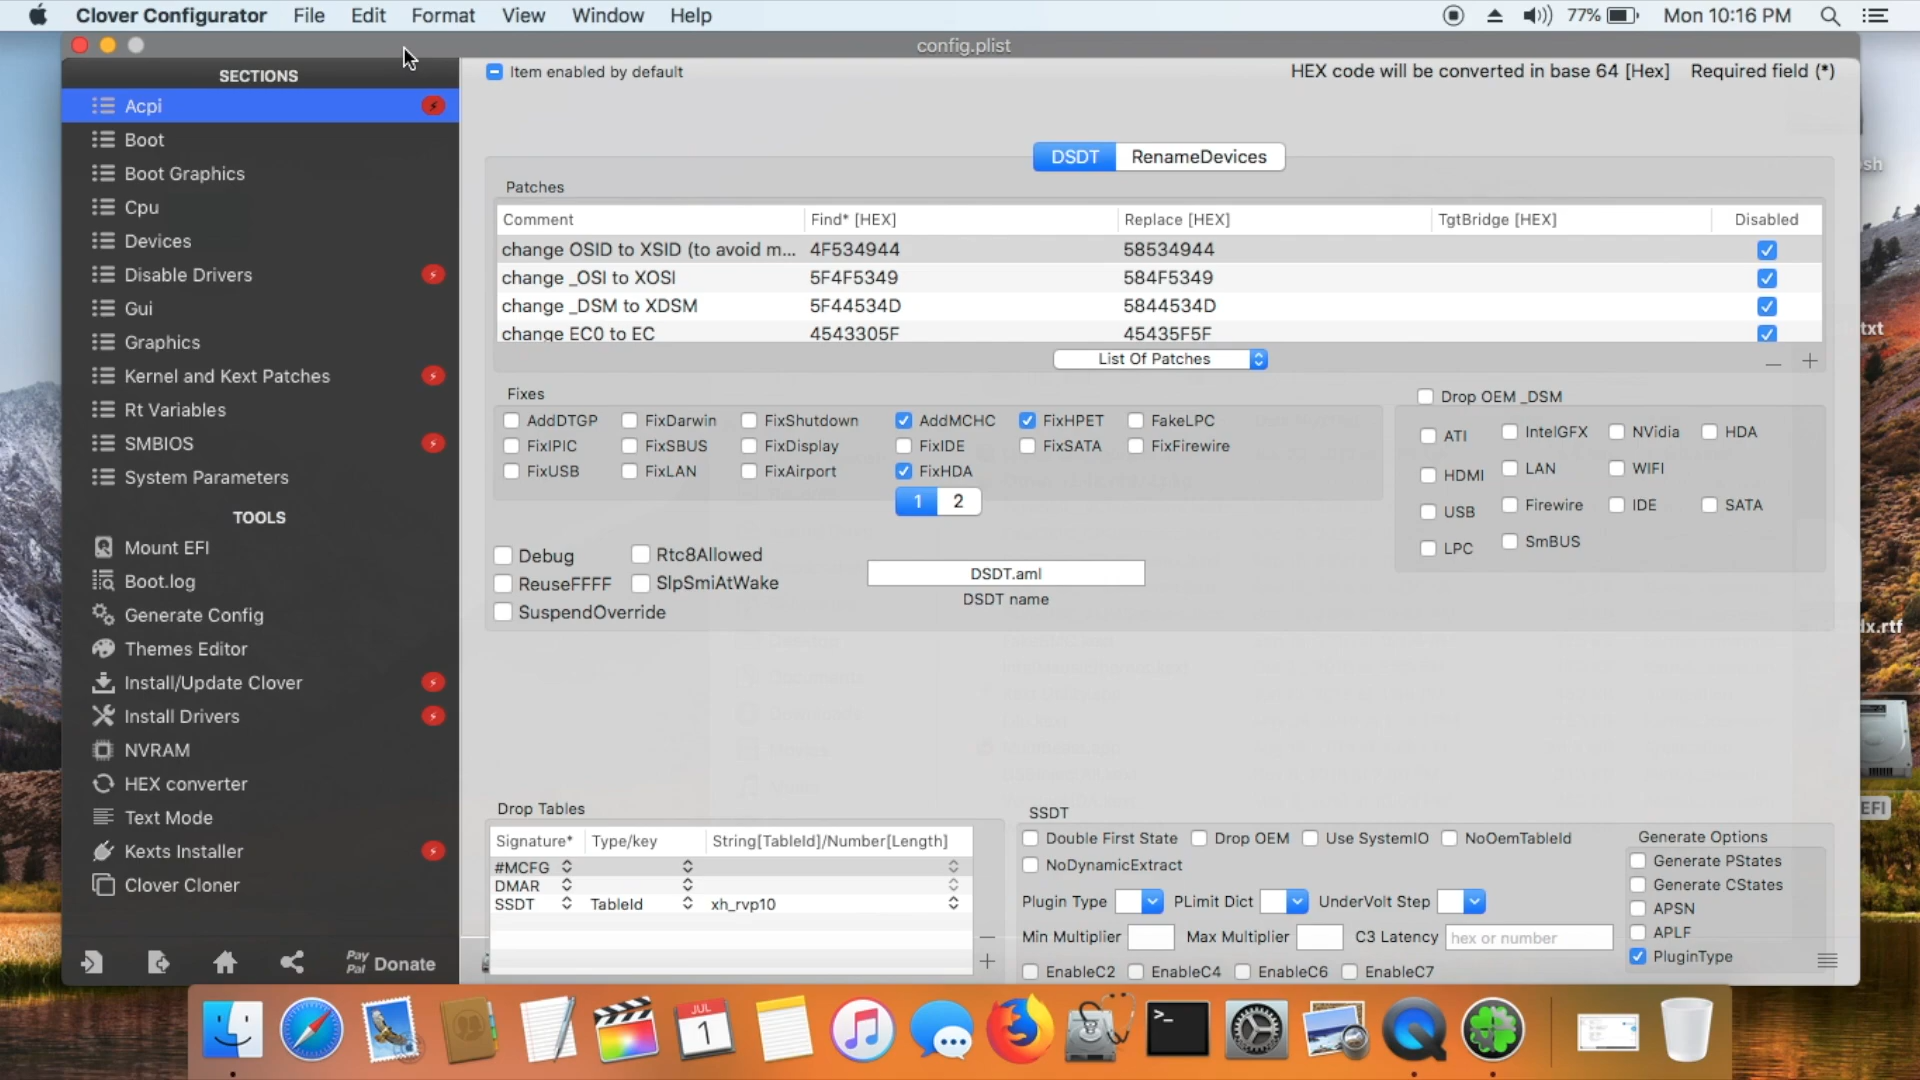 Clover Configurator File Edit Format View Window Help 77% Mon 10:16 PM
config.plist
SECTIONS
Acpi
Boot
Boot Graphics
Cpu
Devices
Disable Drivers
Gui
Graphics
Kernel and Kext Patches
Rt Variables
SMBIOS
System Parameters
TOOLS
Mount EFI
Boot.log
Generate Config
Themes Editor
Install/Update Clover
Install Drivers
NVRAM
HEX converter
Text Mode
Kexts Installer
Clover Cloner
Pay
Pal Donate
Item enabled by default HEX code will be converted in base 64 [Hex] Required field (*)
DSDT RenameDevices
Patches
Comment Find* [HEX] Replace [HEX] TgtBridge [HEX] Disabled
change OSID to XSID (to avoid m... 4F534944 58534944
change _OSI to XOSI 5F4F5349 584F5349
change _DSM to XDSM 5F44534D 5844534D
change EC0 to EC 4543305F 45435F5F
List Of Patches
Fixes
AddDTGP FixDarwin FixShutdown AddMCHC FixHPET FakeLPC
FixIPIC FixSBUS FixDisplay FixIDE FixSATA FixFirewire
FixUSB FixLAN FixAirport FixHDA
1 2
Drop OEM _DSM
ATI IntelGFX NVidia HDA
HDMI LAN WIFI
USB Firewire IDE SATA
LPC SmBUS
Debug Rtc8Allowed
ReuseFFFF SlpSmiAtWake
SuspendOverride
DSDT.aml
DSDT name
Drop Tables
Signature* Type/key String[TableId]/Number[Length]
#MCFG
DMAR
SSDT TableId xh_rvp10
SSDT
Double First State Drop OEM Use SystemIO NoOemTableId
NoDynamicExtract
Plugin Type PLimit Dict UnderVolt Step
Min Multiplier Max Multiplier C3 Latency hex or number
EnableC2 EnableC4 EnableC6 EnableC7
Generate Options
Generate PStates
Generate CStates
APSN
APLF
PluginType
sh
txt
lx.rtf
EFI
JUL
1